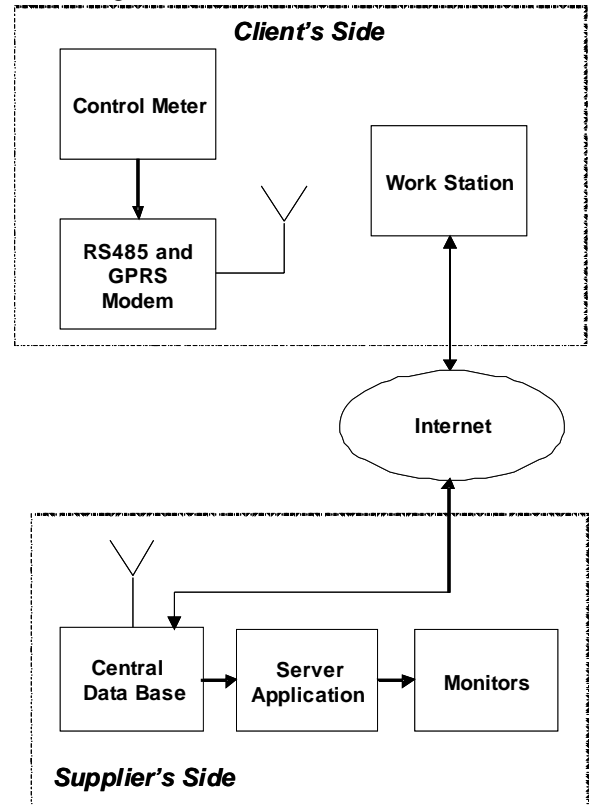 Client's Side
Control Meter
Work Station
RS485 and
GPRS
Modem
Internet
Central
Data Base
Server
Application
Monitors
Supplier's Side